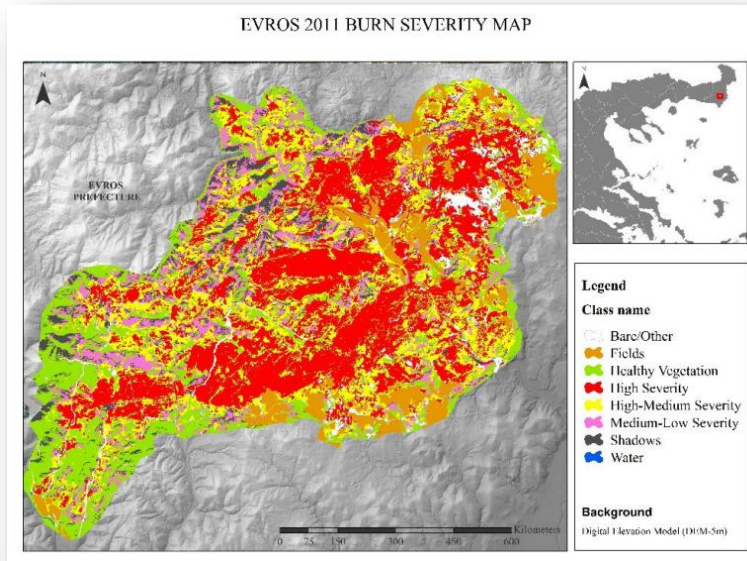 EVROS 2011 BURN SEVERITY MAP
N
EVROS
PREFECTURE
Kilometers
0 75 150 300 450 600
N
Legend
Class name
Bare/Other
Fields
Healthy Vegetation
High Severity
High-Medium Severity
Medium-Low Severity
Shadows
Water
Background
Digital Elevation Model (DEM-5m)